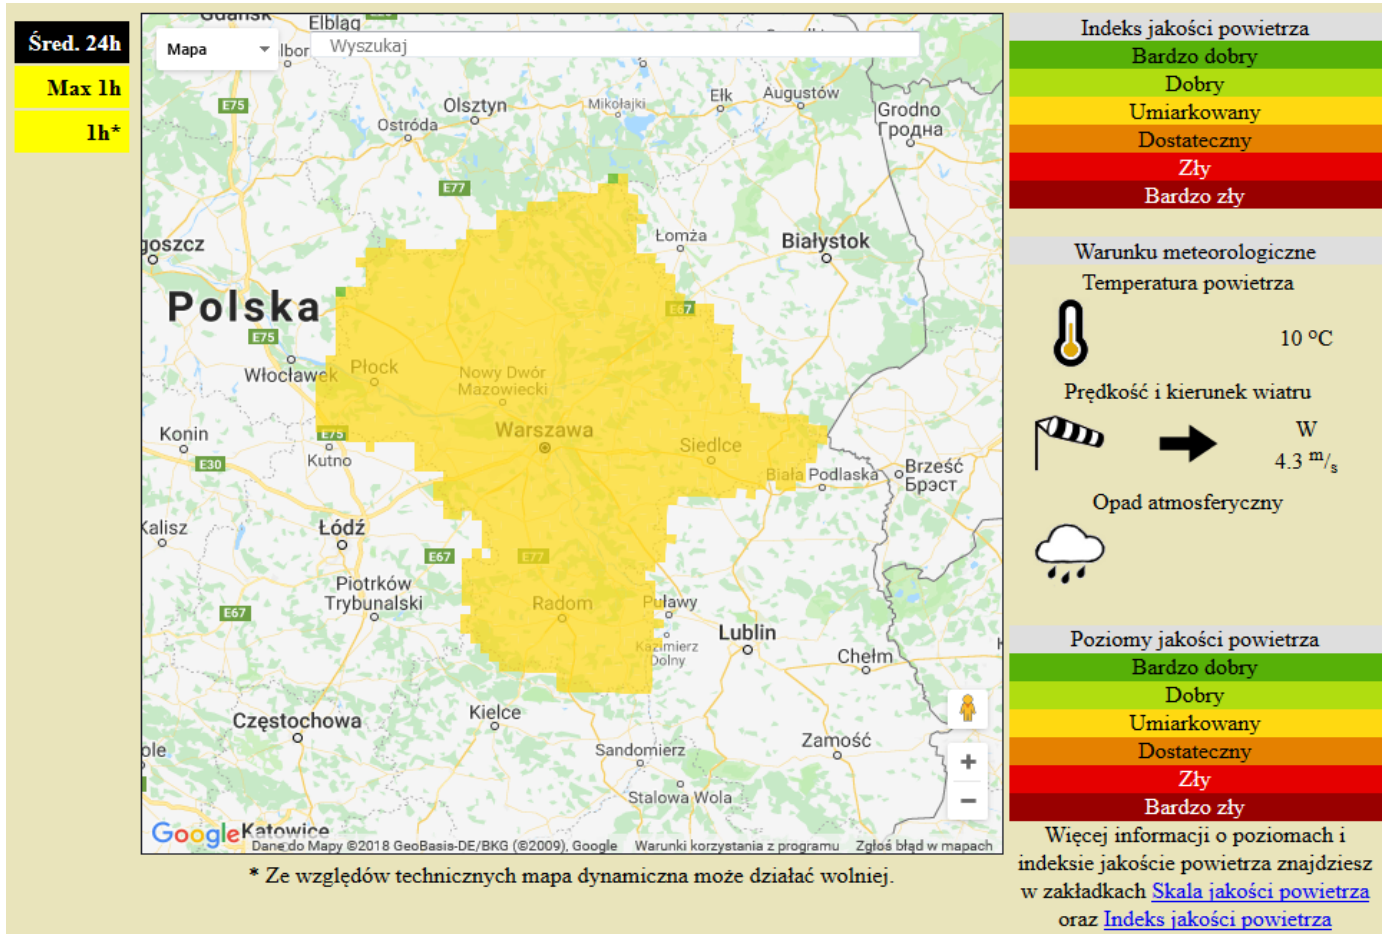 Śred. 24h
Max 1h
1h*
Gdańsk
Elbląg
Mapa
Wyszukaj
E75
Olsztyn
Mikołajki
Ełk
Augustów
Ostróda
Grodno
Гродна
E77
Łomża
Białystok
Polska
E67
E75
Włocławek
Płock
Nowy Dwór
Mazowiecki
Warszawa
Siedlce
Konin
E75
Kutno
E30
Biała Podlaska
Brześć
Брэст
Kalisz
Łódź
E67
E77
Piotrków
Trybunalski
E67
Radom
Puławy
Kazimierz
Dolny
Lublin
Chełm
Częstochowa
Kielce
Sandomierz
Zamość
Stalowa Wola
+
−
Google
Katowice
Dane do Mapy ©2018 GeoBasis-DE/BKG (©2009), Google
Warunki korzystania z programu
Zgłoś błąd w mapach
* Ze względów technicznych mapa dynamiczna może działać wolniej.
Indeks jakości powietrza
Bardzo dobry
Dobry
Umiarkowany
Dostateczny
Zły
Bardzo zły
Warunku meteorologiczne
Temperatura powietrza
10 °C
Prędkość i kierunek wiatru
W
4.3 m/s
Opad atmosferyczny
Poziomy jakości powietrza
Bardzo dobry
Dobry
Umiarkowany
Dostateczny
Zły
Bardzo zły
Więcej informacji o poziomach i
indeksie jakoście powietrza znajdziesz
w zakładkach Skala jakości powietrza
oraz Indeks jakości powietrza